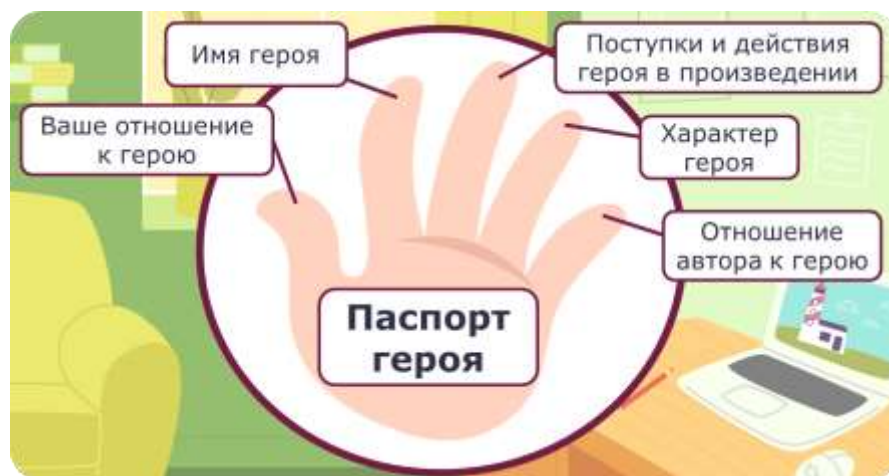 Имя героя
Поступки и действия
героя в произведении
Ваше отношение
к герою
Характер
героя
Отношение
автора к герою
Паспорт
героя